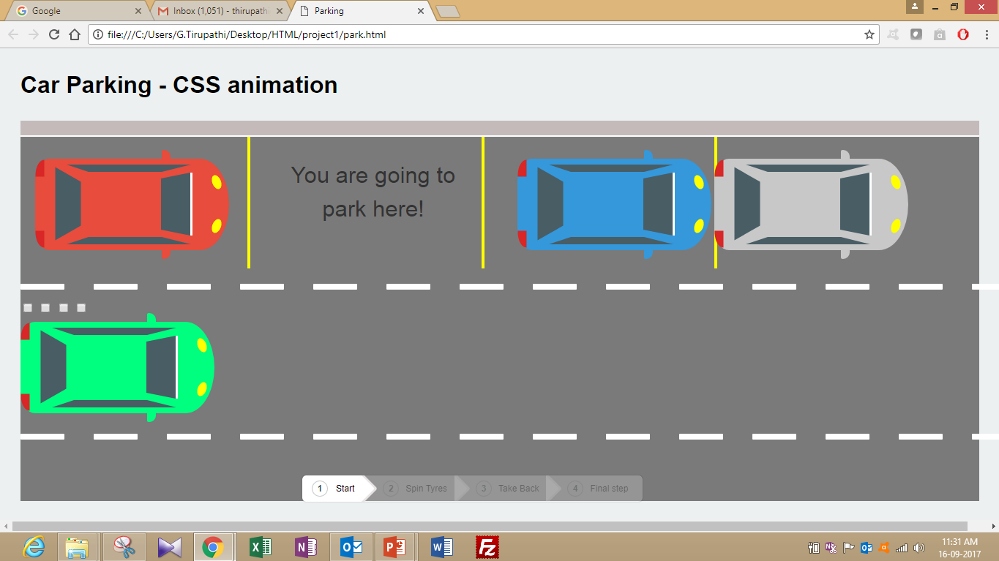 Google
Inbox (1,051) - thirupath
Parking
file:///C:/Users/G.Tirupathi/Desktop/HTML/project1/park.html
Car Parking - CSS animation
You are going to
park here!
1 Start 2 Spin Tyres 3 Take Back 4 Final step
11:31 AM
16-09-2017